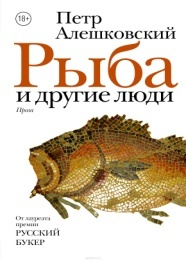 18+
Петр
Алешковский
Рыба
и другие люди
Проза
От лауреата
премии
РУССКИЙ
БУКЕР